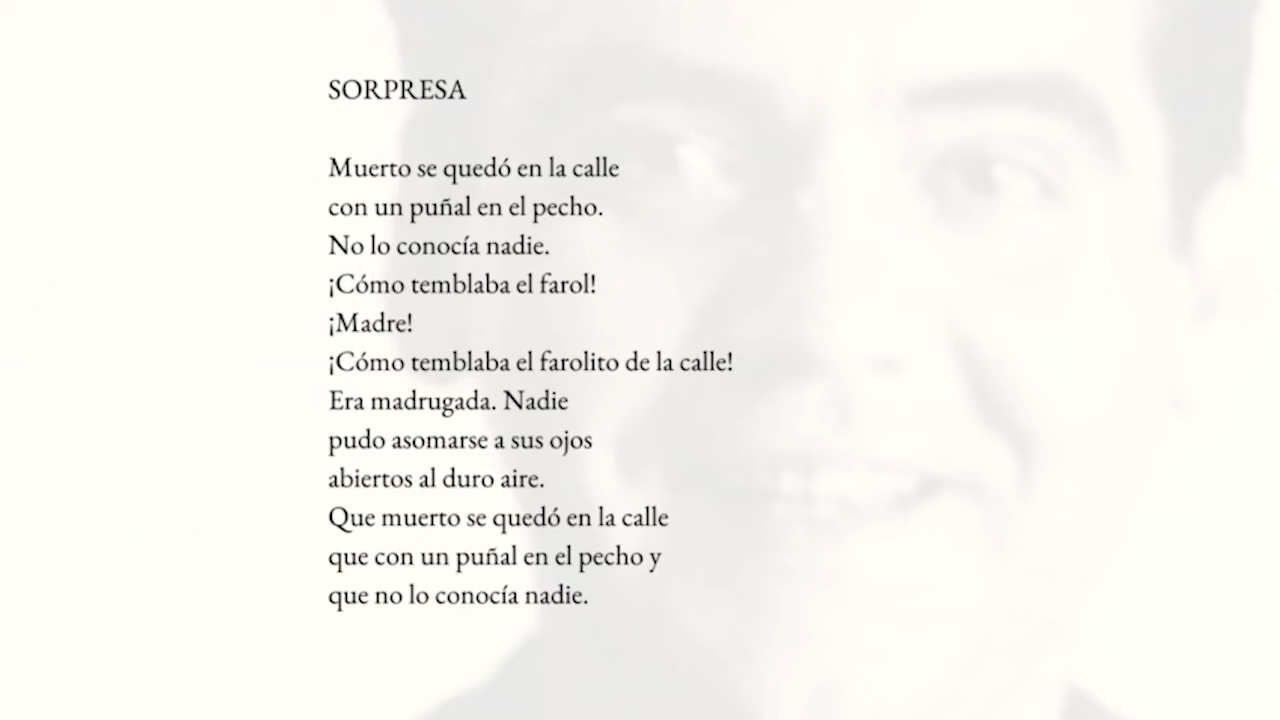 SORPRESA
Muerto se quedó en la calle
con un puñal en el pecho.
No lo conocía nadie.
¡Cómo temblaba el farol!
¡Madre!
¡Cómo temblaba el farolito de la calle!
Era madrugada. Nadie
pudo asomarse a sus ojos
abiertos al duro aire.
Que muerto se quedó en la calle
que con un puñal en el pecho y
que no lo conocía nadie.